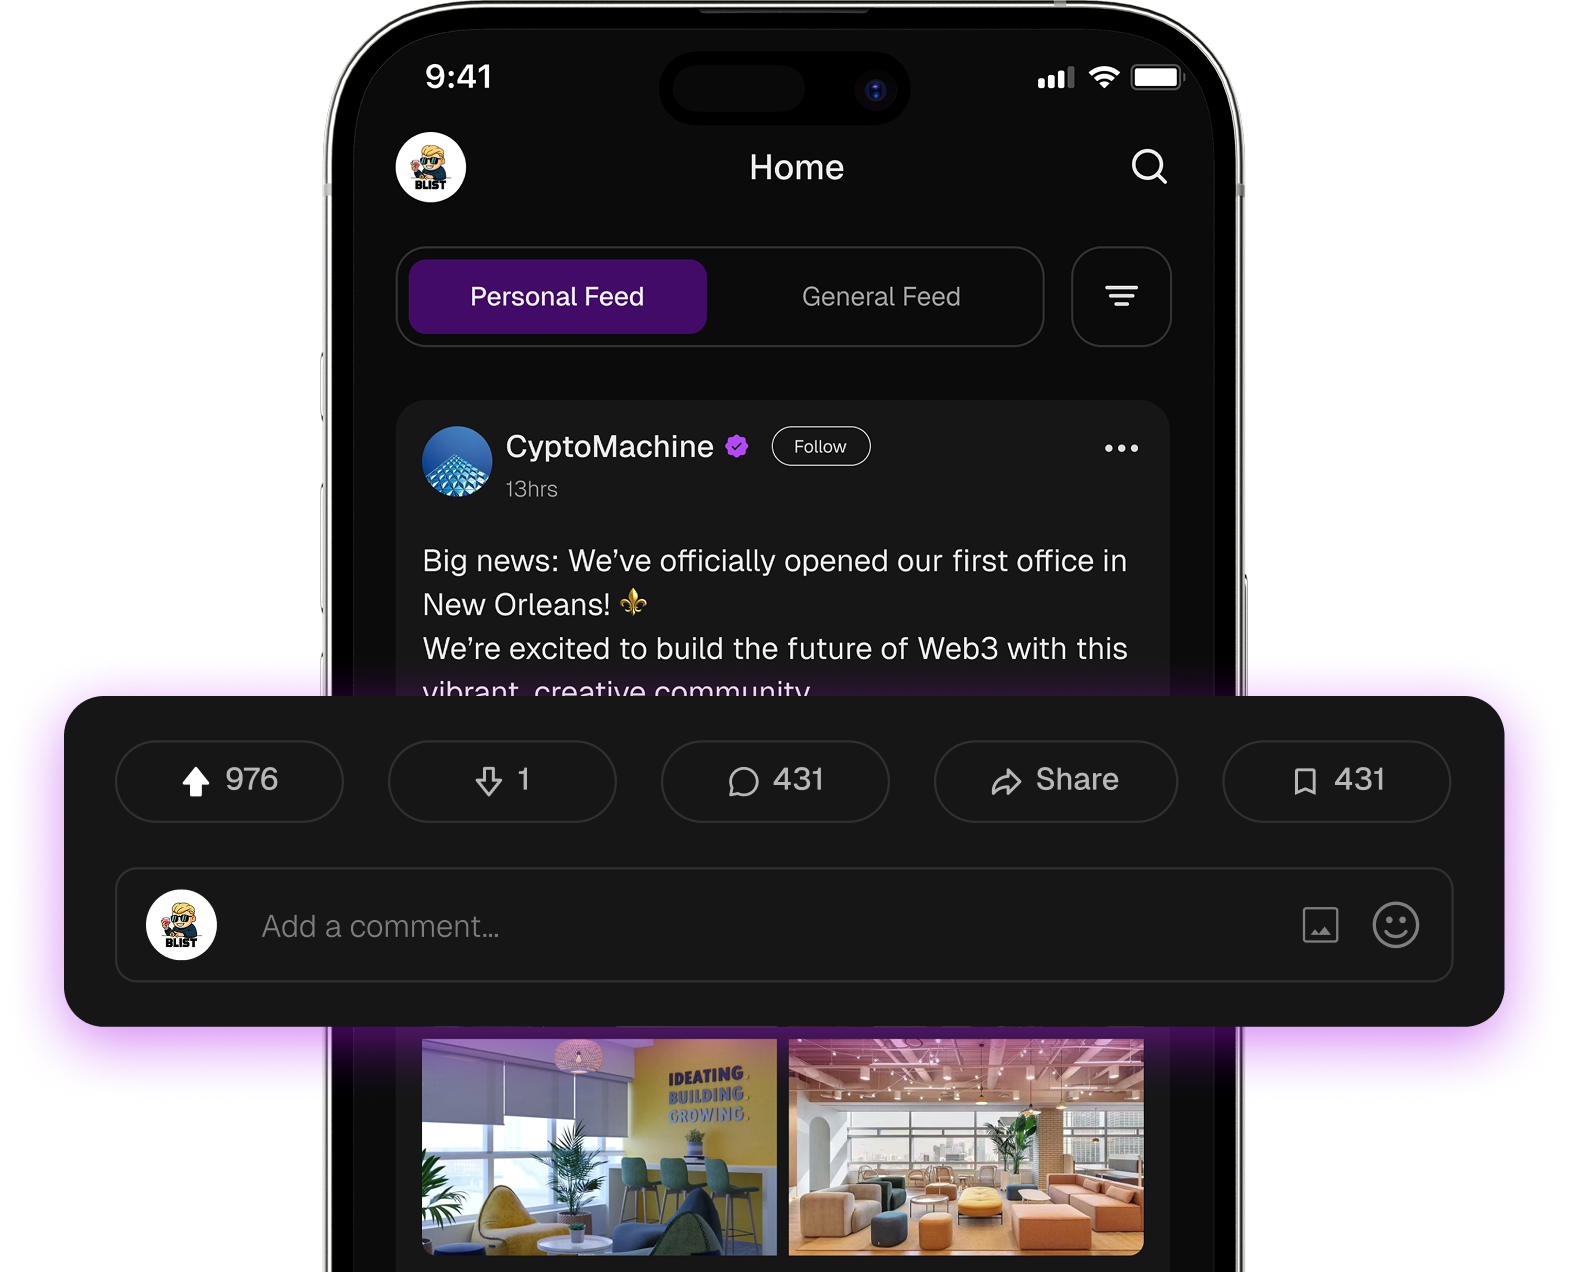 9:41
BLIST
Home
Personal Feed
General Feed
CyptoMachine
Follow
13hrs
Big news: We’ve officially opened our first office in
New Orleans! ⚜️
We’re excited to build the future of Web3 with this
vibrant, creative community
976
1
431
Share
431
BLIST
Add a comment...
IDEATING.
BUILDING.
GROWING.